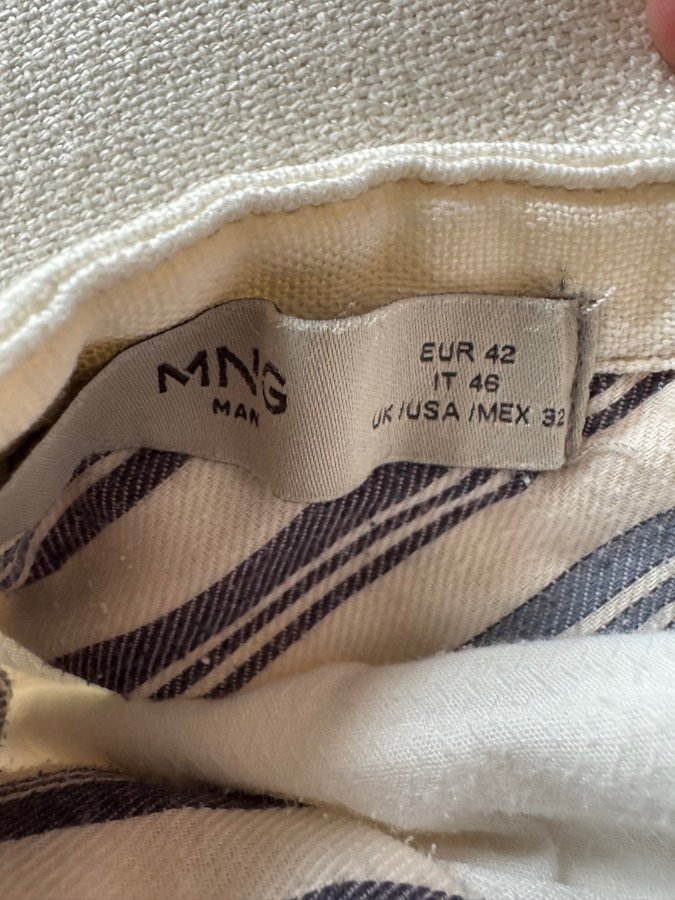 MNG
MAN
EUR 42
IT 46
UK /USA /MEX 32